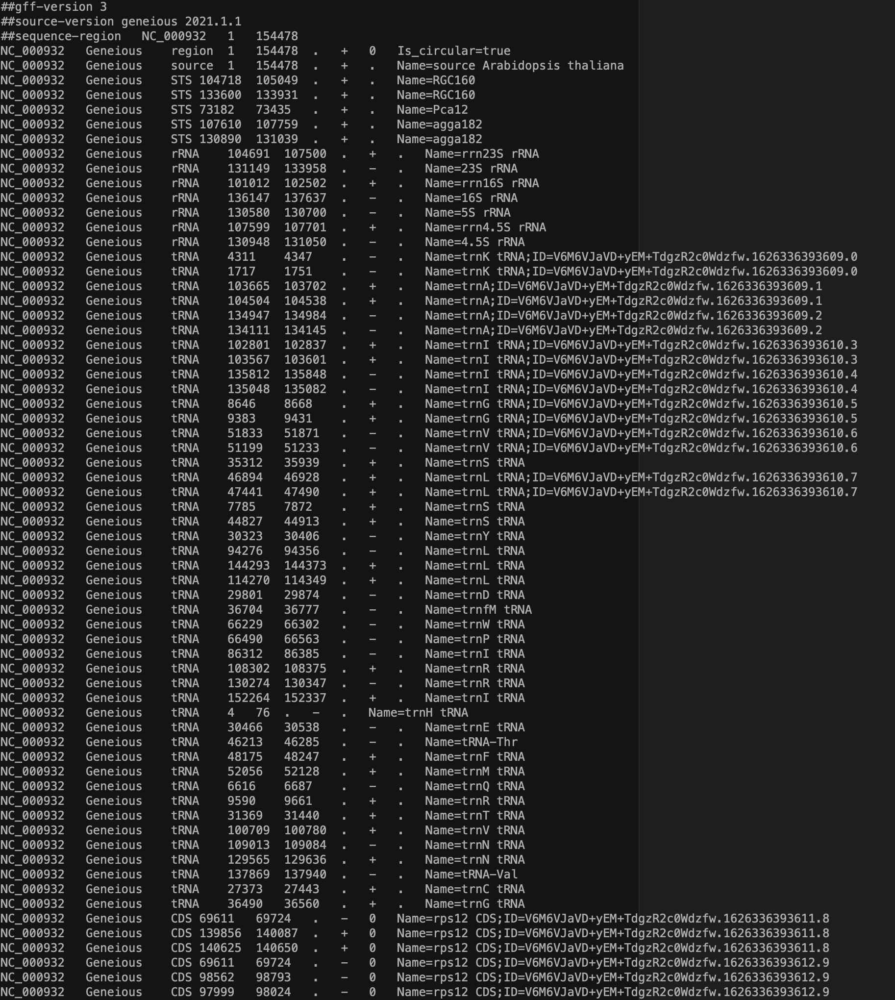 ##gff-version 3
##source-version geneious 2021.1.1
##sequence-region   NC_000932   1   154478
NC_000932   Geneious    region  1   154478  .   +   0   Is_circular=true
NC_000932   Geneious    source  1   154478  .   +   .   Name=source Arabidopsis thaliana
NC_000932   Geneious    STS 104718  105049  .   +   .   Name=RGC160
NC_000932   Geneious    STS 133600  133931  .   +   .   Name=RGC160
NC_000932   Geneious    STS 73182   73435   .   +   .   Name=Pca12
NC_000932   Geneious    STS 107610  107759  .   +   .   Name=agga182
NC_000932   Geneious    STS 130890  131039  .   +   .   Name=agga182
NC_000932   Geneious    rRNA    104691  107500  .   +   .   Name=rrn23S rRNA
NC_000932   Geneious    rRNA    131149  133958  .   -   .   Name=23S rRNA
NC_000932   Geneious    rRNA    101012  102502  .   +   .   Name=rrn16S rRNA
NC_000932   Geneious    rRNA    136147  137637  .   -   .   Name=16S rRNA
NC_000932   Geneious    rRNA    130580  130700  .   -   .   Name=5S rRNA
NC_000932   Geneious    rRNA    107599  107701  .   +   .   Name=rrn4.5S rRNA
NC_000932   Geneious    rRNA    130948  131050  .   -   .   Name=4.5S rRNA
NC_000932   Geneious    tRNA    4311    4347    .   -   .   Name=trnK tRNA;ID=V6M6VJaVD+yEM+TdgzR2c0Wdzfw.1626336393609.0
NC_000932   Geneious    tRNA    1717    1751    .   -   .   Name=trnK tRNA;ID=V6M6VJaVD+yEM+TdgzR2c0Wdzfw.1626336393609.0
NC_000932   Geneious    tRNA    103665  103702  .   +   .   Name=trnA;ID=V6M6VJaVD+yEM+TdgzR2c0Wdzfw.1626336393609.1
NC_000932   Geneious    tRNA    104504  104538  .   +   .   Name=trnA;ID=V6M6VJaVD+yEM+TdgzR2c0Wdzfw.1626336393609.1
NC_000932   Geneious    tRNA    134947  134984  .   -   .   Name=trnA;ID=V6M6VJaVD+yEM+TdgzR2c0Wdzfw.1626336393609.2
NC_000932   Geneious    tRNA    134111  134145  .   -   .   Name=trnA;ID=V6M6VJaVD+yEM+TdgzR2c0Wdzfw.1626336393609.2
NC_000932   Geneious    tRNA    102801  102837  .   +   .   Name=trnI tRNA;ID=V6M6VJaVD+yEM+TdgzR2c0Wdzfw.1626336393610.3
NC_000932   Geneious    tRNA    103567  103601  .   +   .   Name=trnI tRNA;ID=V6M6VJaVD+yEM+TdgzR2c0Wdzfw.1626336393610.3
NC_000932   Geneious    tRNA    135812  135848  .   -   .   Name=trnI tRNA;ID=V6M6VJaVD+yEM+TdgzR2c0Wdzfw.1626336393610.4
NC_000932   Geneious    tRNA    135048  135082  .   -   .   Name=trnI tRNA;ID=V6M6VJaVD+yEM+TdgzR2c0Wdzfw.1626336393610.4
NC_000932   Geneious    tRNA    8646    8668    .   +   .   Name=trnG tRNA;ID=V6M6VJaVD+yEM+TdgzR2c0Wdzfw.1626336393610.5
NC_000932   Geneious    tRNA    9383    9431    .   +   .   Name=trnG tRNA;ID=V6M6VJaVD+yEM+TdgzR2c0Wdzfw.1626336393610.5
NC_000932   Geneious    tRNA    51833   51871   .   -   .   Name=trnV tRNA;ID=V6M6VJaVD+yEM+TdgzR2c0Wdzfw.1626336393610.6
NC_000932   Geneious    tRNA    51199   51233   .   -   .   Name=trnV tRNA;ID=V6M6VJaVD+yEM+TdgzR2c0Wdzfw.1626336393610.6
NC_000932   Geneious    tRNA    35312   35939   .   +   .   Name=trnS tRNA
NC_000932   Geneious    tRNA    46894   46928   .   +   .   Name=trnL tRNA;ID=V6M6VJaVD+yEM+TdgzR2c0Wdzfw.1626336393610.7
NC_000932   Geneious    tRNA    47441   47490   .   +   .   Name=trnL tRNA;ID=V6M6VJaVD+yEM+TdgzR2c0Wdzfw.1626336393610.7
NC_000932   Geneious    tRNA    7785    7872    .   +   .   Name=trnS tRNA
NC_000932   Geneious    tRNA    44827   44913   .   +   .   Name=trnS tRNA
NC_000932   Geneious    tRNA    30323   30406   .   -   .   Name=trnY tRNA
NC_000932   Geneious    tRNA    94276   94356   .   -   .   Name=trnL tRNA
NC_000932   Geneious    tRNA    144293  144373  .   +   .   Name=trnL tRNA
NC_000932   Geneious    tRNA    114270  114349  .   +   .   Name=trnL tRNA
NC_000932   Geneious    tRNA    29801   29874   .   -   .   Name=trnD tRNA
NC_000932   Geneious    tRNA    36704   36777   .   -   .   Name=trnfM tRNA
NC_000932   Geneious    tRNA    66229   66302   .   -   .   Name=trnW tRNA
NC_000932   Geneious    tRNA    66490   66563   .   -   .   Name=trnP tRNA
NC_000932   Geneious    tRNA    86312   86385   .   -   .   Name=trnI tRNA
NC_000932   Geneious    tRNA    108302  108375  .   +   .   Name=trnR tRNA
NC_000932   Geneious    tRNA    130274  130347  .   -   .   Name=trnR tRNA
NC_000932   Geneious    tRNA    152264  152337  .   +   .   Name=trnI tRNA
NC_000932   Geneious    tRNA    4   76  .   -   .   Name=trnH tRNA
NC_000932   Geneious    tRNA    30466   30538   .   -   .   Name=trnE tRNA
NC_000932   Geneious    tRNA    46213   46285   .   -   .   Name=tRNA-Thr
NC_000932   Geneious    tRNA    48175   48247   .   +   .   Name=trnF tRNA
NC_000932   Geneious    tRNA    52056   52128   .   +   .   Name=trnM tRNA
NC_000932   Geneious    tRNA    6616    6687    .   -   .   Name=trnQ tRNA
NC_000932   Geneious    tRNA    9590    9661    .   +   .   Name=trnR tRNA
NC_000932   Geneious    tRNA    31369   31440   .   +   .   Name=trnT tRNA
NC_000932   Geneious    tRNA    100709  100780  .   +   .   Name=trnV tRNA
NC_000932   Geneious    tRNA    109013  109084  .   -   .   Name=trnN tRNA
NC_000932   Geneious    tRNA    129565  129636  .   +   .   Name=trnN tRNA
NC_000932   Geneious    tRNA    137869  137940  .   -   .   Name=tRNA-Val
NC_000932   Geneious    tRNA    27373   27443   .   +   .   Name=trnC tRNA
NC_000932   Geneious    tRNA    36490   36560   .   +   .   Name=trnG tRNA
NC_000932   Geneious    CDS 69611   69724   .   -   0   Name=rps12 CDS;ID=V6M6VJaVD+yEM+TdgzR2c0Wdzfw.1626336393611.8
NC_000932   Geneious    CDS 139856  140087  .   +   0   Name=rps12 CDS;ID=V6M6VJaVD+yEM+TdgzR2c0Wdzfw.1626336393611.8
NC_000932   Geneious    CDS 140625  140650  .   +   0   Name=rps12 CDS;ID=V6M6VJaVD+yEM+TdgzR2c0Wdzfw.1626336393611.8
NC_000932   Geneious    CDS 69611   69724   .   -   0   Name=rps12 CDS;ID=V6M6VJaVD+yEM+TdgzR2c0Wdzfw.1626336393612.9
NC_000932   Geneious    CDS 98562   98793   .   -   0   Name=rps12 CDS;ID=V6M6VJaVD+yEM+TdgzR2c0Wdzfw.1626336393612.9
NC_000932   Geneious    CDS 97999   98024   .   -   0   Name=rps12 CDS;ID=V6M6VJaVD+yEM+TdgzR2c0Wdzfw.1626336393612.9